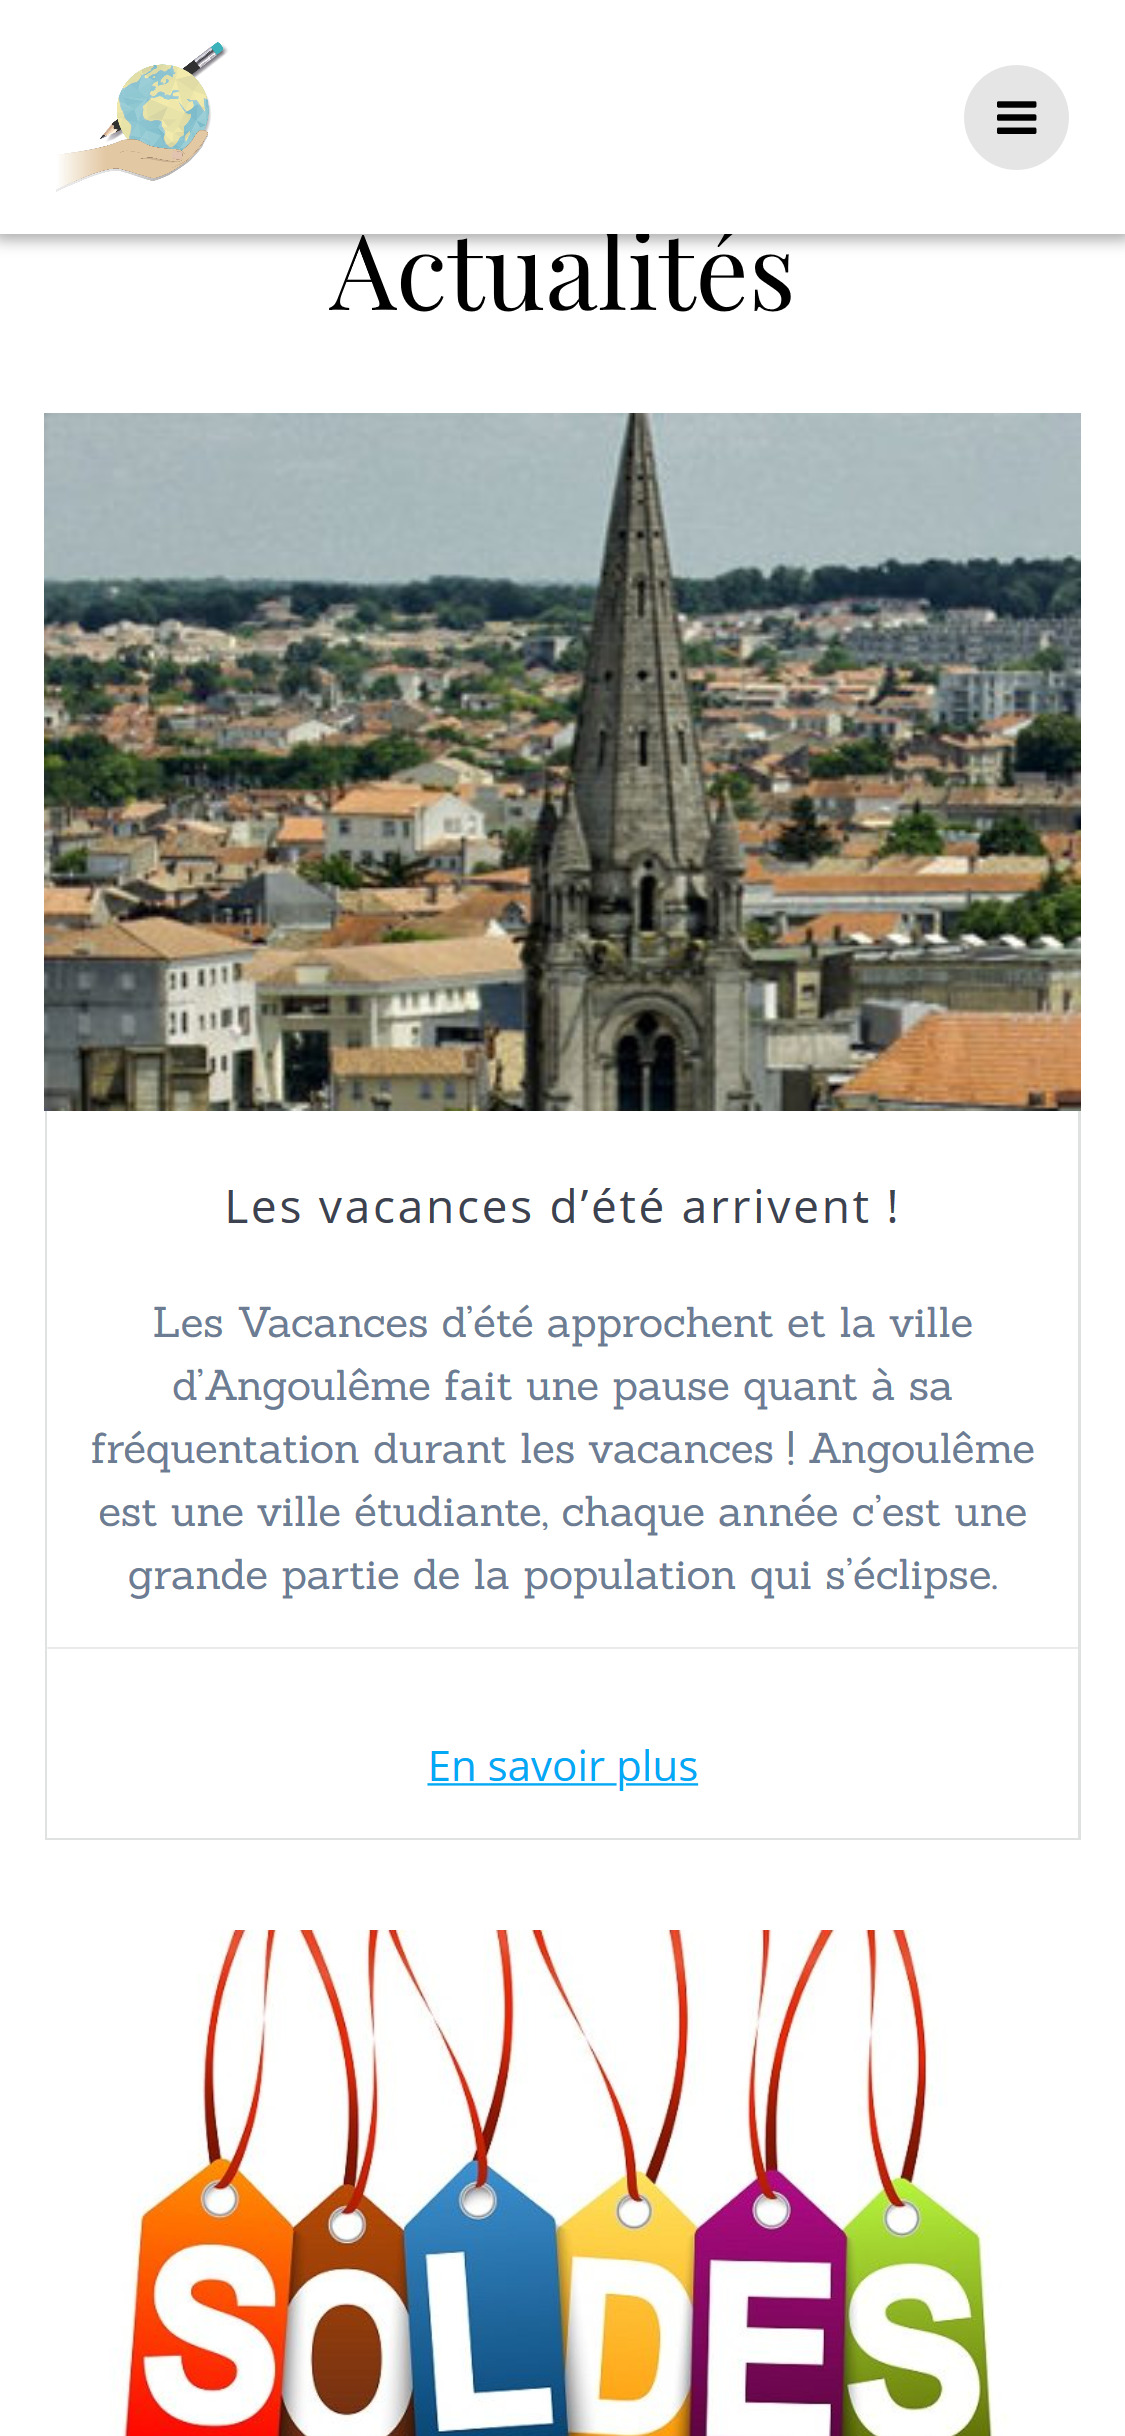 Actualités
Les vacances d’été arrivent !
Les Vacances d’été approchent et la ville
d’Angoulême fait une pause quant à sa
fréquentation durant les vacances ! Angoulême
est une ville étudiante, chaque année c’est une
grande partie de la population qui s’éclipse.
En savoir plus
SOLDES